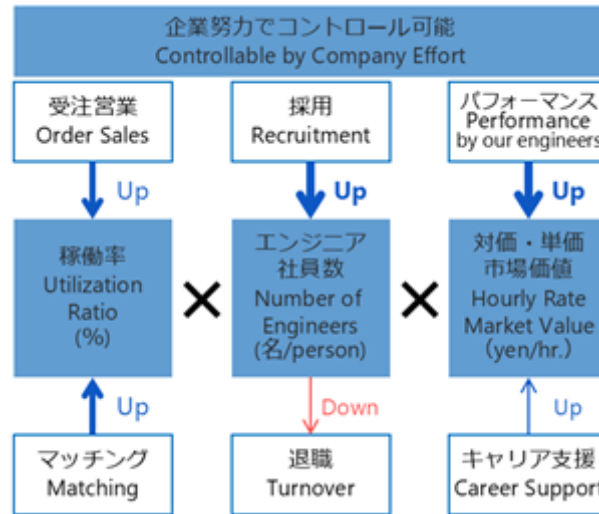 企業努力でコントロール可能
Controllable by Company Effort
受注営業
Order Sales
採用
Recruitment
パフォーマンス
Performance
by our engineers
Up
Up
Up
稼働率
Utilization
Ratio
(%)
×
エンジニア
社員数
Number of
Engineers
(名/person)
×
対価・単価
市場価値
Hourly Rate
Market Value
(yen/hr.)
Up
Down
Up
マッチング
Matching
退職
Turnover
キャリア支援
Career Support